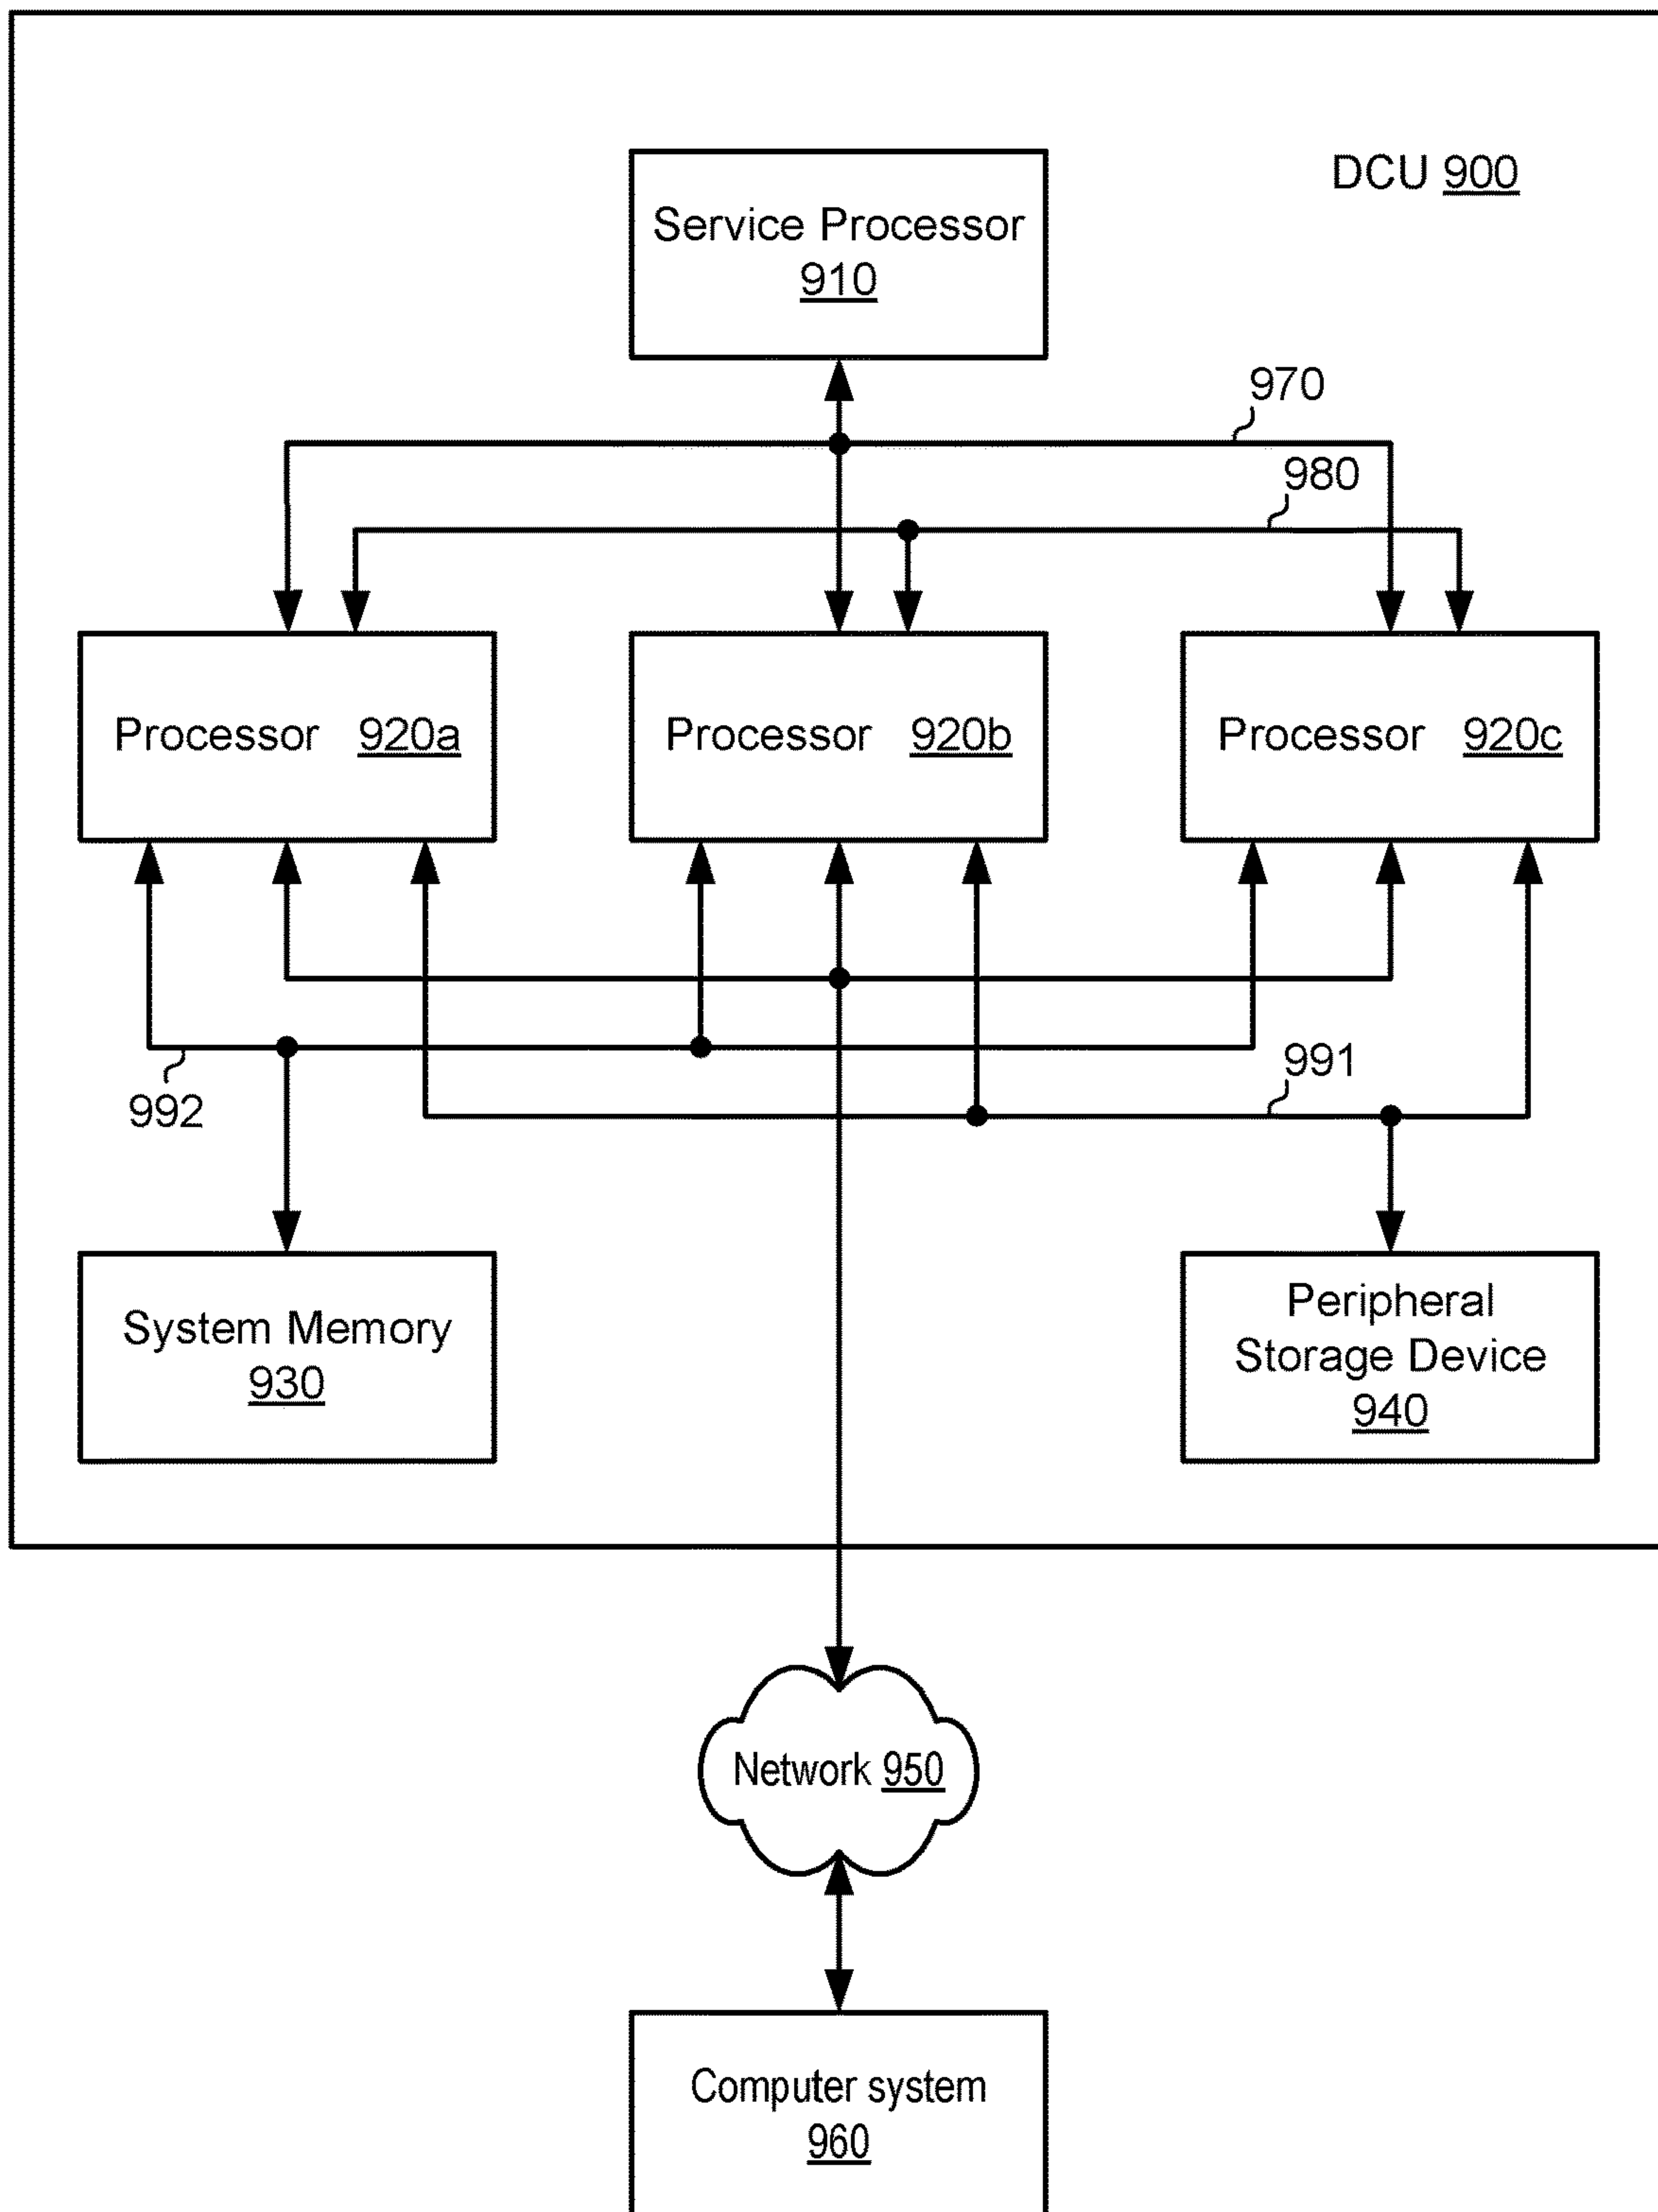 DCU 900
Service Processor
910
970
980
Processor 920a
Processor 920b
Processor 920c
992
991
System Memory
930
Peripheral
Storage Device
940
Network 950
Computer system
960